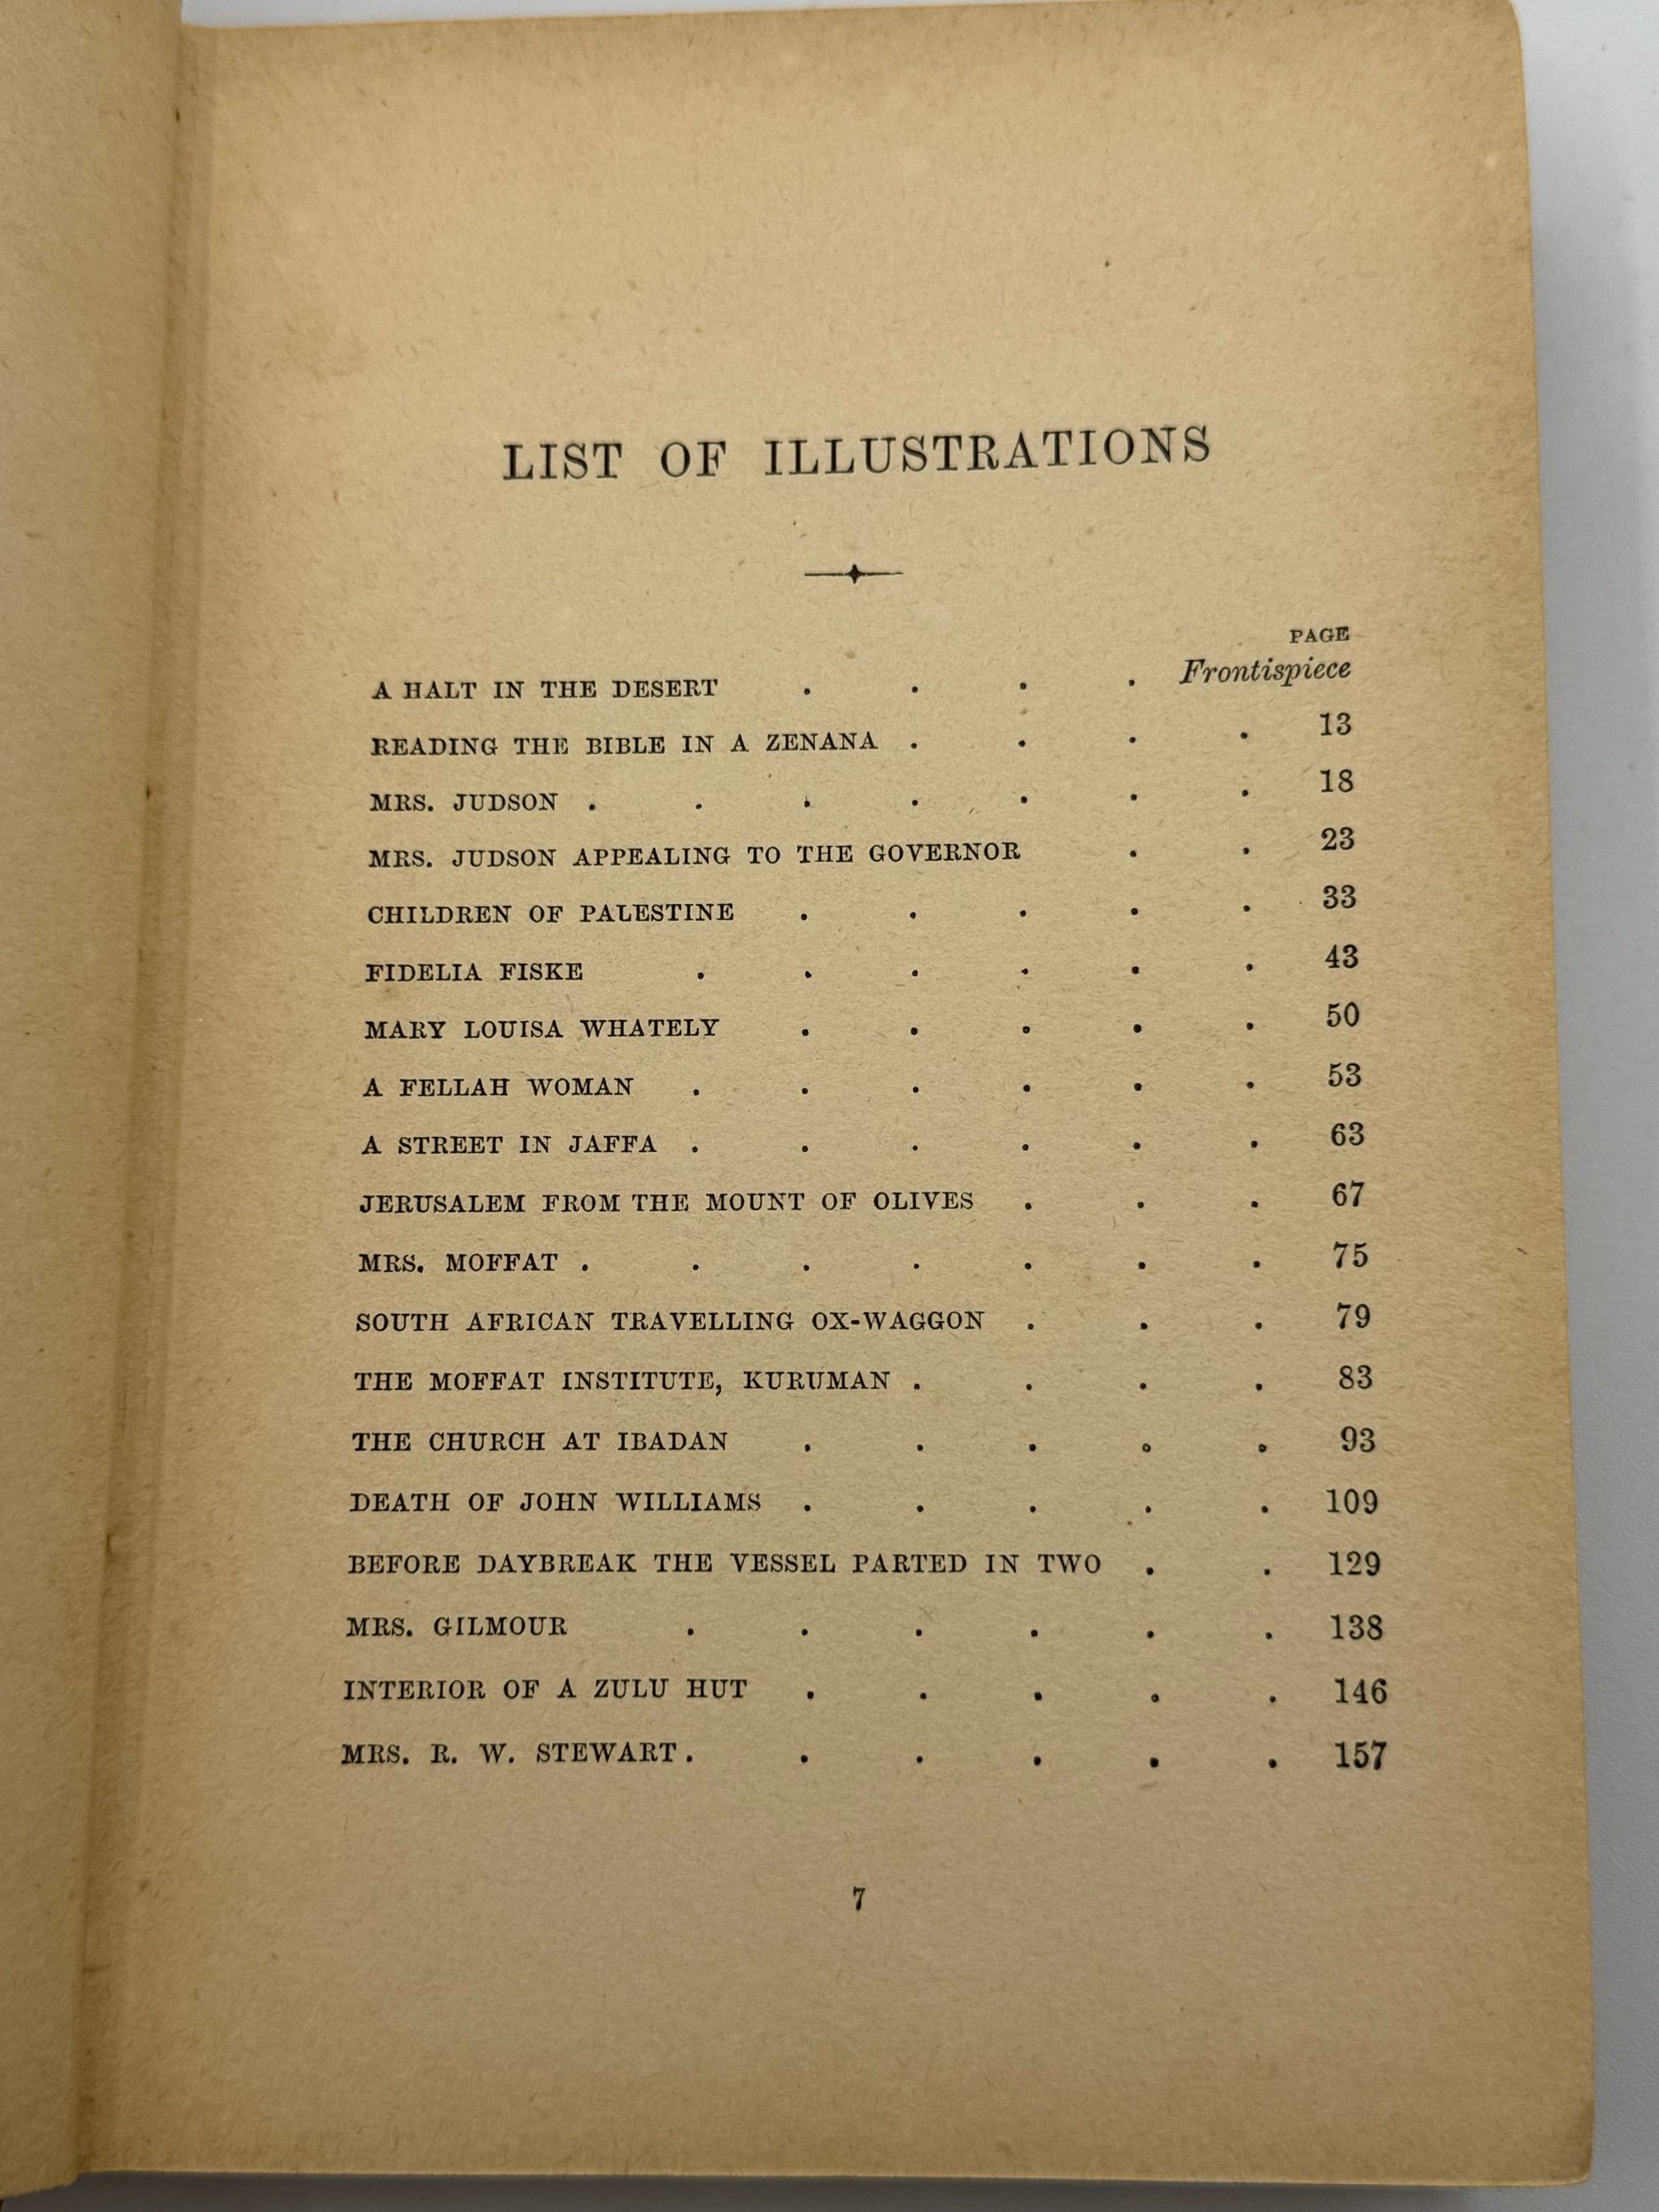 LIST OF ILLUSTRATIONS
PAGE
A HALT IN THE DESERT . . . . Frontispiece
READING THE BIBLE IN A ZENANA . . . . 13
MRS. JUDSON . . . . . . . 18
MRS. JUDSON APPEALING TO THE GOVERNOR . . 23
CHILDREN OF PALESTINE . . . . . 33
FIDELIA FISKE . . . . . . 43
MARY LOUISA WHATELY . . . . . 50
A FELLAH WOMAN . . . . . . 53
A STREET IN JAFFA . . . . . . 63
JERUSALEM FROM THE MOUNT OF OLIVES . . . 67
MRS. MOFFAT . . . . . . . 75
SOUTH AFRICAN TRAVELLING OX-WAGGON . . . 79
THE MOFFAT INSTITUTE, KURUMAN . . . . 83
THE CHURCH AT IBADAN . . . . . 93
DEATH OF JOHN WILLIAMS . . . . . 109
BEFORE DAYBREAK THE VESSEL PARTED IN TWO . . 129
MRS. GILMOUR . . . . . . 138
INTERIOR OF A ZULU HUT . . . . . 146
MRS. R. W. STEWART . . . . . . 157
7